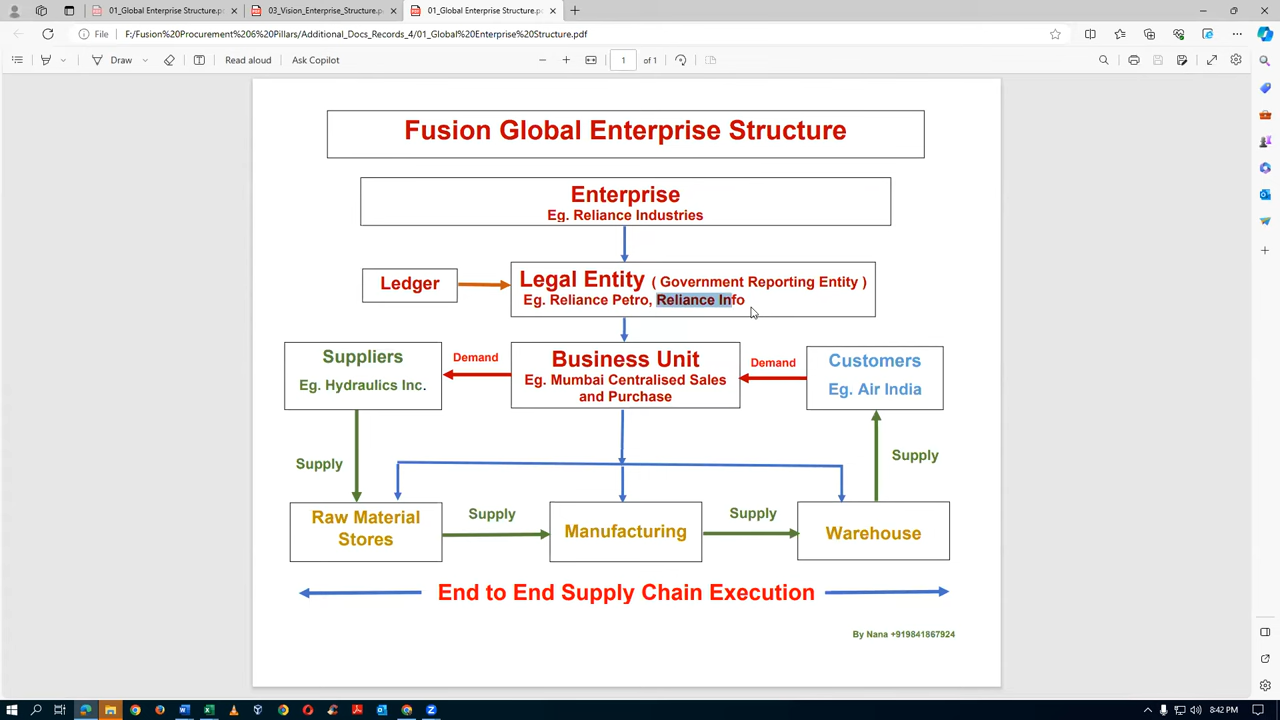 01_Global Enterprise Structure.p
03_Vision_Enterprise_Structure.p
01_Global Enterprise Structure.pd
File
F:/Fusion%20Procurement%206%20Pillars/Additional_Docs_Records_4/01_Global%20Enterprise%20Structure.pdf
Draw
Read aloud
Ask Copilot
1
of 1
Fusion Global Enterprise Structure
Enterprise
Eg. Reliance Industries
Ledger
Legal Entity ( Government Reporting Entity )
Eg. Reliance Petro, Reliance Info
Suppliers
Eg. Hydraulics Inc.
Demand
Business Unit
Eg. Mumbai Centralised Sales
and Purchase
Demand
Customers
Eg. Air India
Supply
Supply
Raw Material
Stores
Supply
Manufacturing
Supply
Warehouse
End to End Supply Chain Execution
By Nana +919841867924
8:42 PM